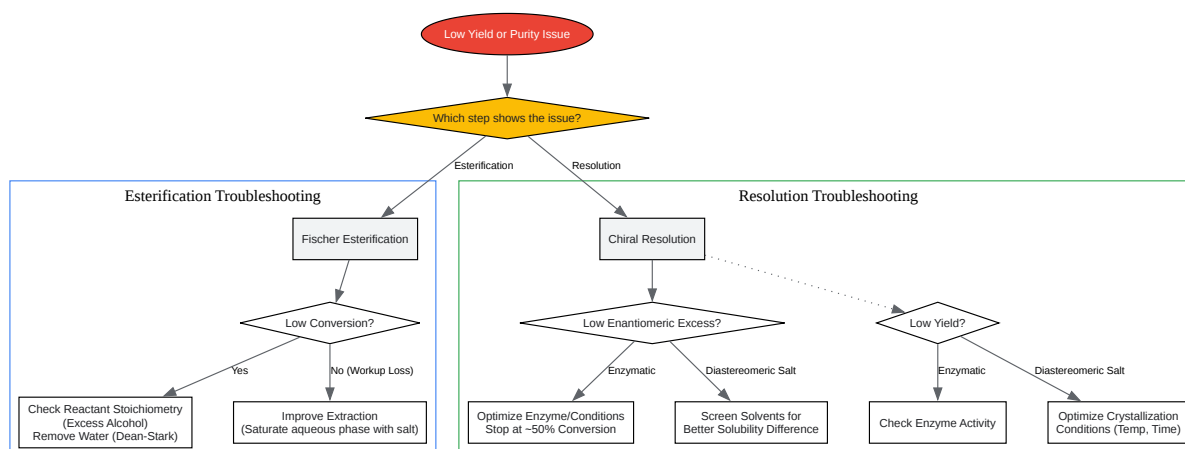 Low Yield or Purity Issue
Which step shows the issue?
Esterification
Resolution
Esterification Troubleshooting
Resolution Troubleshooting
Fischer Esterification
Chiral Resolution
Low Conversion?
Low Enantiomeric Excess?
Low Yield?
Yes
No (Workup Loss)
Enzymatic
Diastereomeric Salt
Enzymatic
Diastereomeric Salt
Check Reactant Stoichiometry
(Excess Alcohol)
Remove Water (Dean-Stark)
Improve Extraction
(Saturate aqueous phase with salt)
Optimize Enzyme/Conditions
Stop at ~50% Conversion
Screen Solvents for
Better Solubility Difference
Check Enzyme Activity
Optimize Crystallization
Conditions (Temp, Time)